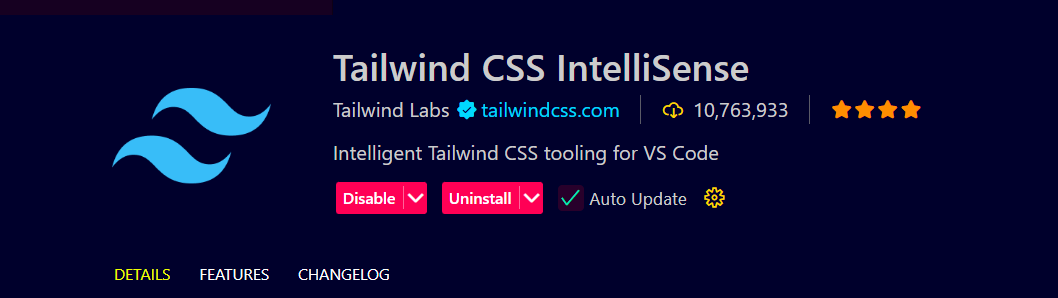 Tailwind CSS IntelliSense
Tailwind Labs tailwindcss.com 10,763,933
Intelligent Tailwind CSS tooling for VS Code
Disable Uninstall Auto Update
DETAILS FEATURES CHANGELOG